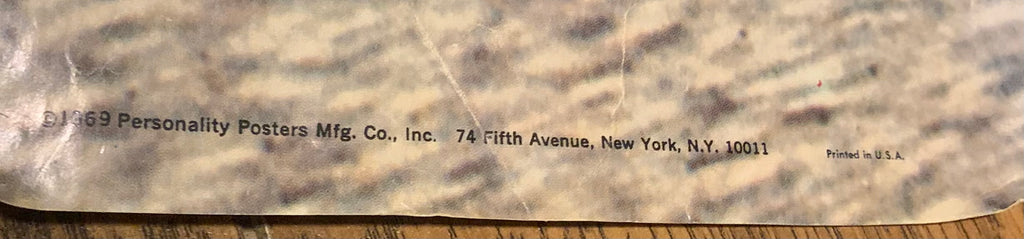 ©1969 Personality Posters Mfg. Co., Inc. 74 Fifth Avenue, New York, N.Y. 10011 Printed in U.S.A.